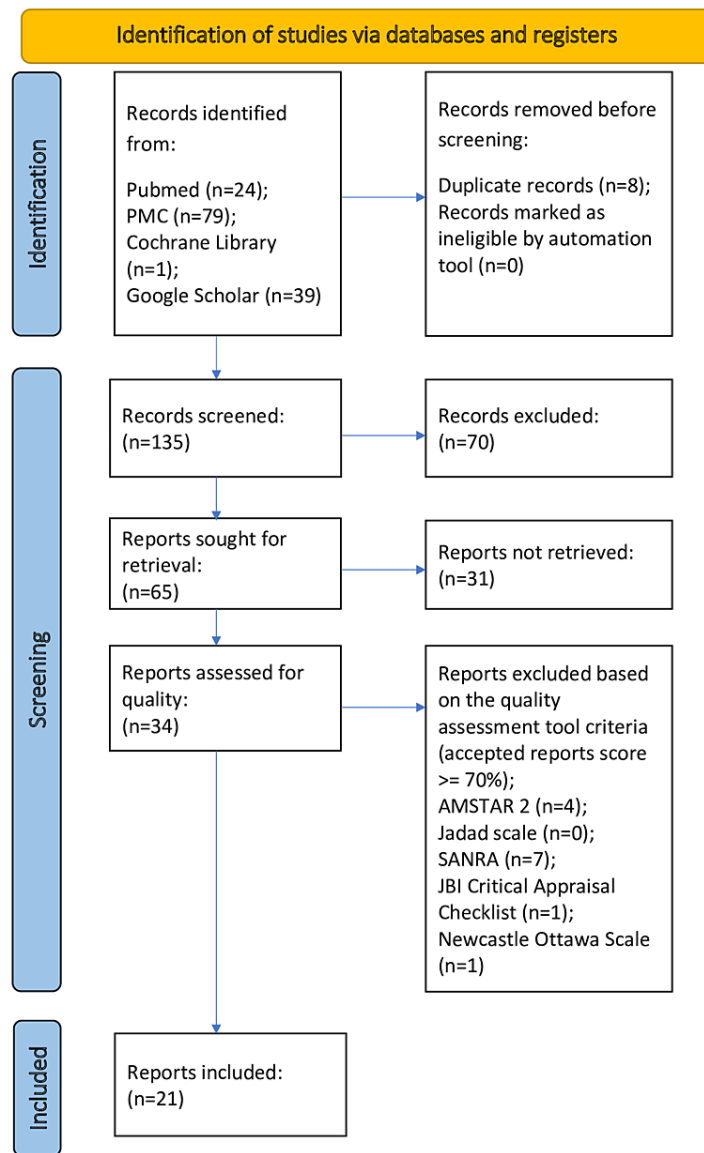 Identification of studies via databases and registers
Identification
Records identified
from:
Pubmed (n=24);
PMC (n=79);
Cochrane Library
(n=1);
Google Scholar (n=39)
Records removed before
screening:
Duplicate records (n=8);
Records marked as
ineligible by automation
tool (n=0)
Screening
Records screened:
(n=135)
Records excluded:
(n=70)
Reports sought for
retrieval:
(n=65)
Reports not retrieved:
(n=31)
Reports assessed for
quality:
(n=34)
Reports excluded based
on the quality
assessment tool criteria
(accepted reports score
>= 70%);
AMSTAR 2 (n=4);
Jadad scale (n=0);
SANRA (n=7);
JBI Critical Appraisal
Checklist (n=1);
Newcastle Ottawa Scale
(n=1)
Included
Reports included:
(n=21)